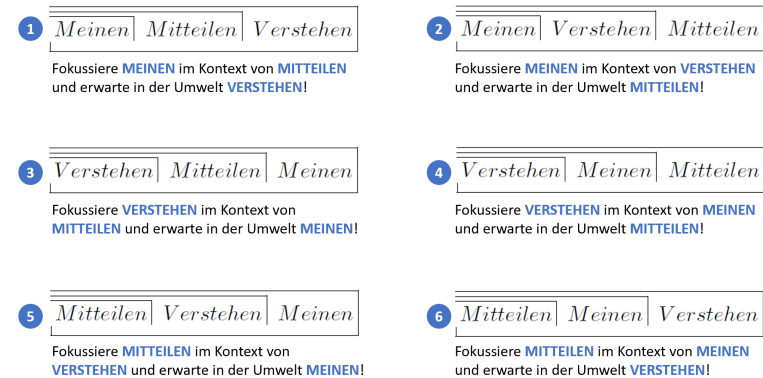 1 Meinen Mitteilen Verstehen
Fokussiere MEINEN im Kontext von MITTEILEN
und erwarte in der Umwelt VERSTEHEN!
2 Meinen Verstehen Mitteilen
Fokussiere MEINEN im Kontext von VERSTEHEN
und erwarte in der Umwelt MITTEILEN!
3 Verstehen Mitteilen Meinen
Fokussiere VERSTEHEN im Kontext von
MITTEILEN und erwarte in der Umwelt MEINEN!
4 Verstehen Meinen Mitteilen
Fokussiere VERSTEHEN im Kontext von MEINEN
und erwarte in der Umwelt MITTEILEN!
5 Mitteilen Verstehen Meinen
Fokussiere MITTEILEN im Kontext von
VERSTEHEN und erwarte in der Umwelt MEINEN!
6 Mitteilen Meinen Verstehen
Fokussiere MITTEILEN im Kontext von MEINEN
und erwarte in der Umwelt VERSTEHEN!